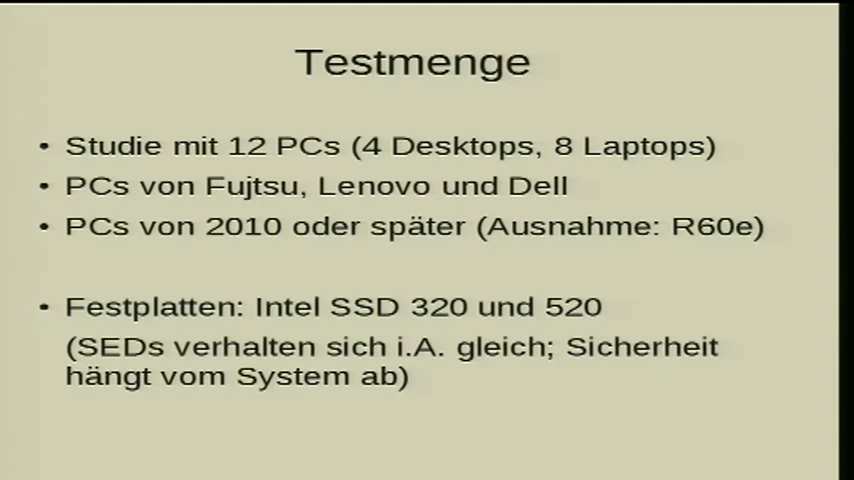 Testmenge
• Studie mit 12 PCs (4 Desktops, 8 Laptops)
• PCs von Fujtsu, Lenovo und Dell
• PCs von 2010 oder später (Ausnahme: R60e)
• Festplatten: Intel SSD 320 und 520
(SEDs verhalten sich i.A. gleich; Sicherheit
hängt vom System ab)